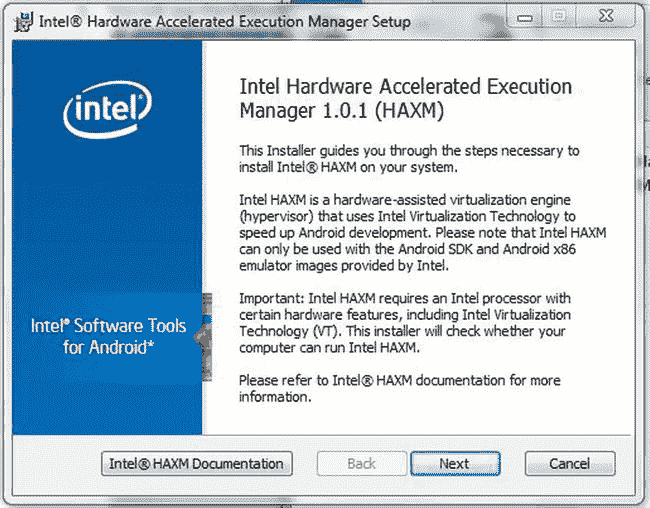 Intel® Hardware Accelerated Execution Manager Setup
intel
Intel Hardware Accelerated Execution
Manager 1.0.1 (HAXM)
This Installer guides you through the steps necessary to
install Intel® HAXM on your system.
Intel HAXM is a hardware-assisted virtualization engine
(hypervisor) that uses Intel Virtualization Technology to
speed up Android development. Please note that Intel HAXM
can only be used with the Android SDK and Android x86
emulator images provided by Intel.
Important: Intel HAXM requires an Intel processor with
certain hardware features, including Intel Virtualization
Technology (VT). This installer will check whether your
computer can run Intel HAXM.
Please refer to Intel® HAXM documentation for more
information.
Intel® Software Tools
for Android*
Intel® HAXM Documentation
Back
Next
Cancel